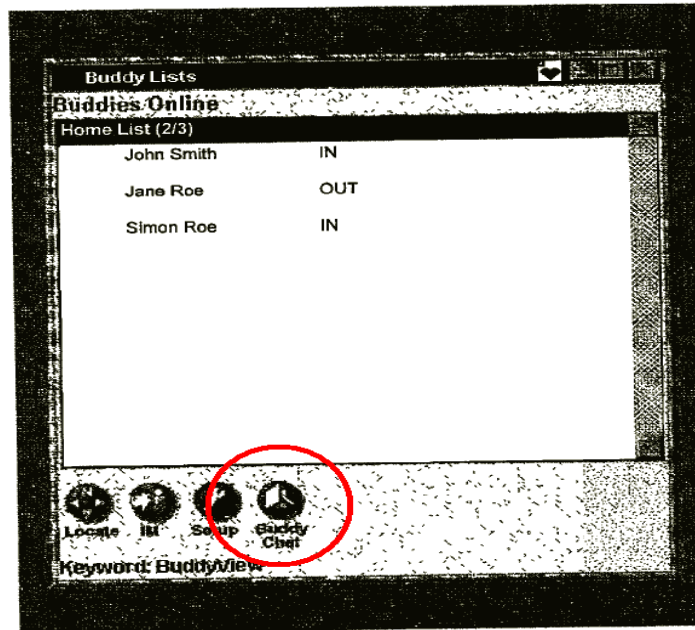 Buddy Lists
Buddies Online
Home List (2/3)
John Smith IN
Jane Roe OUT
Simon Roe IN
Locate IM Setup Buddy Chat
Keyword: BuddyView